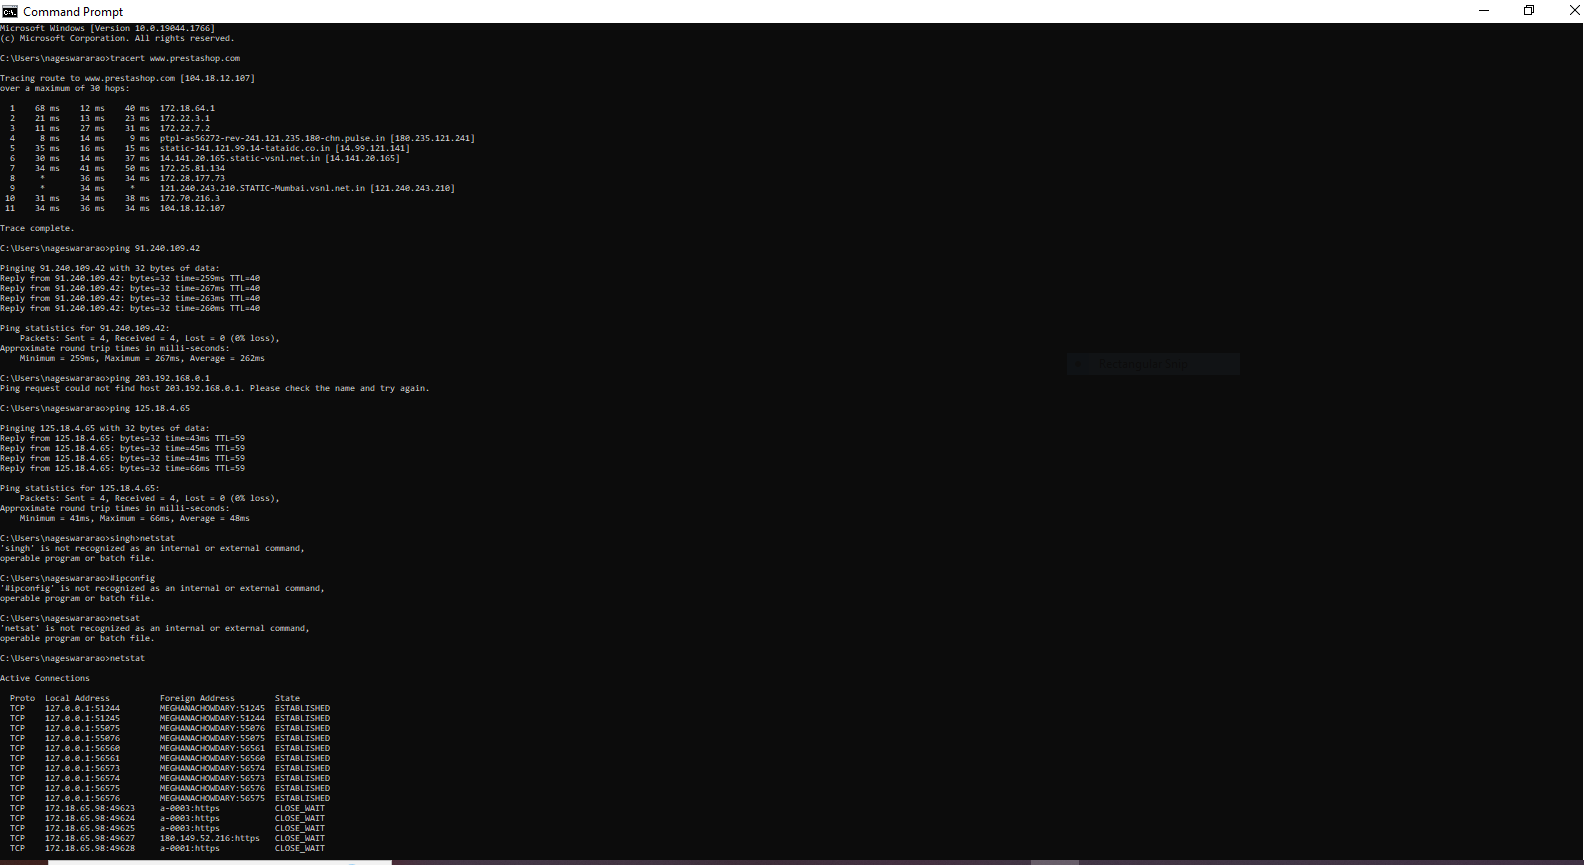 Command Prompt
Microsoft Windows [Version 10.0.19044.1766]
(c) Microsoft Corporation. All rights reserved.
C:\Users\nageswararao>tracert www.prestashop.com
Tracing route to www.prestashop.com [104.18.12.107]
over a maximum of 30 hops:
1 68 ms 12 ms 40 ms 172.18.64.1
2 21 ms 13 ms 23 ms 172.22.3.1
3 11 ms 27 ms 31 ms 172.22.7.2
4 8 ms 14 ms 9 ms ptpl-as56272-rev-241.121.235.180-chn.pulse.in [180.235.121.241]
5 35 ms 16 ms 15 ms static-141.121.99.14-tataidc.co.in [14.99.121.141]
6 30 ms 14 ms 37 ms 14.141.20.165.static-vsnl.net.in [14.141.20.165]
7 34 ms 41 ms 50 ms 172.25.81.134
8 * 36 ms 34 ms 172.28.177.73
9 * 34 ms * 121.240.243.210.STATIC-Mumbai.vsnl.net.in [121.240.243.210]
10 31 ms 34 ms 38 ms 172.70.216.3
11 34 ms 36 ms 34 ms 104.18.12.107
Trace complete.
C:\Users\nageswararao>ping 91.240.109.42
Pinging 91.240.109.42 with 32 bytes of data:
Reply from 91.240.109.42: bytes=32 time=259ms TTL=40
Reply from 91.240.109.42: bytes=32 time=267ms TTL=40
Reply from 91.240.109.42: bytes=32 time=263ms TTL=40
Reply from 91.240.109.42: bytes=32 time=260ms TTL=40
Ping statistics for 91.240.109.42:
Packets: Sent = 4, Received = 4, Lost = 0 (0% loss),
Approximate round trip times in milli-seconds:
Minimum = 259ms, Maximum = 267ms, Average = 262ms
C:\Users\nageswararao>ping 203.192.168.0.1
Ping request could not find host 203.192.168.0.1. Please check the name and try again.
C:\Users\nageswararao>ping 125.18.4.65
Pinging 125.18.4.65 with 32 bytes of data:
Reply from 125.18.4.65: bytes=32 time=43ms TTL=59
Reply from 125.18.4.65: bytes=32 time=45ms TTL=59
Reply from 125.18.4.65: bytes=32 time=41ms TTL=59
Reply from 125.18.4.65: bytes=32 time=66ms TTL=59
Ping statistics for 125.18.4.65:
Packets: Sent = 4, Received = 4, Lost = 0 (0% loss),
Approximate round trip times in milli-seconds:
Minimum = 41ms, Maximum = 66ms, Average = 48ms
C:\Users\nageswararao>singh>netstat
'singh' is not recognized as an internal or external command,
operable program or batch file.
C:\Users\nageswararao>#ipconfig
'#ipconfig' is not recognized as an internal or external command,
operable program or batch file.
C:\Users\nageswararao>netsat
'netsat' is not recognized as an internal or external command,
operable program or batch file.
C:\Users\nageswararao>netstat
Active Connections
Proto Local Address Foreign Address State
TCP 127.0.0.1:51244 MEGHANACHOWDARY:51245 ESTABLISHED
TCP 127.0.0.1:51245 MEGHANACHOWDARY:51244 ESTABLISHED
TCP 127.0.0.1:55075 MEGHANACHOWDARY:55076 ESTABLISHED
TCP 127.0.0.1:55076 MEGHANACHOWDARY:55075 ESTABLISHED
TCP 127.0.0.1:56560 MEGHANACHOWDARY:56561 ESTABLISHED
TCP 127.0.0.1:56561 MEGHANACHOWDARY:56560 ESTABLISHED
TCP 127.0.0.1:56573 MEGHANACHOWDARY:56574 ESTABLISHED
TCP 127.0.0.1:56574 MEGHANACHOWDARY:56573 ESTABLISHED
TCP 127.0.0.1:56575 MEGHANACHOWDARY:56576 ESTABLISHED
TCP 127.0.0.1:56576 MEGHANACHOWDARY:56575 ESTABLISHED
TCP 172.18.65.98:49623 a-0003:https CLOSE_WAIT
TCP 172.18.65.98:49624 a-0003:https CLOSE_WAIT
TCP 172.18.65.98:49625 a-0003:https CLOSE_WAIT
TCP 172.18.65.98:49627 180.149.52.216:https CLOSE_WAIT
TCP 172.18.65.98:49628 a-0001:https CLOSE_WAIT